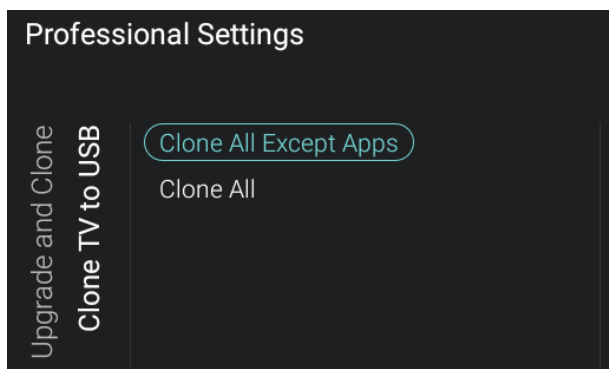 Professional Settings
Upgrade and Clone
Clone TV to USB
Clone All Except Apps
Clone All